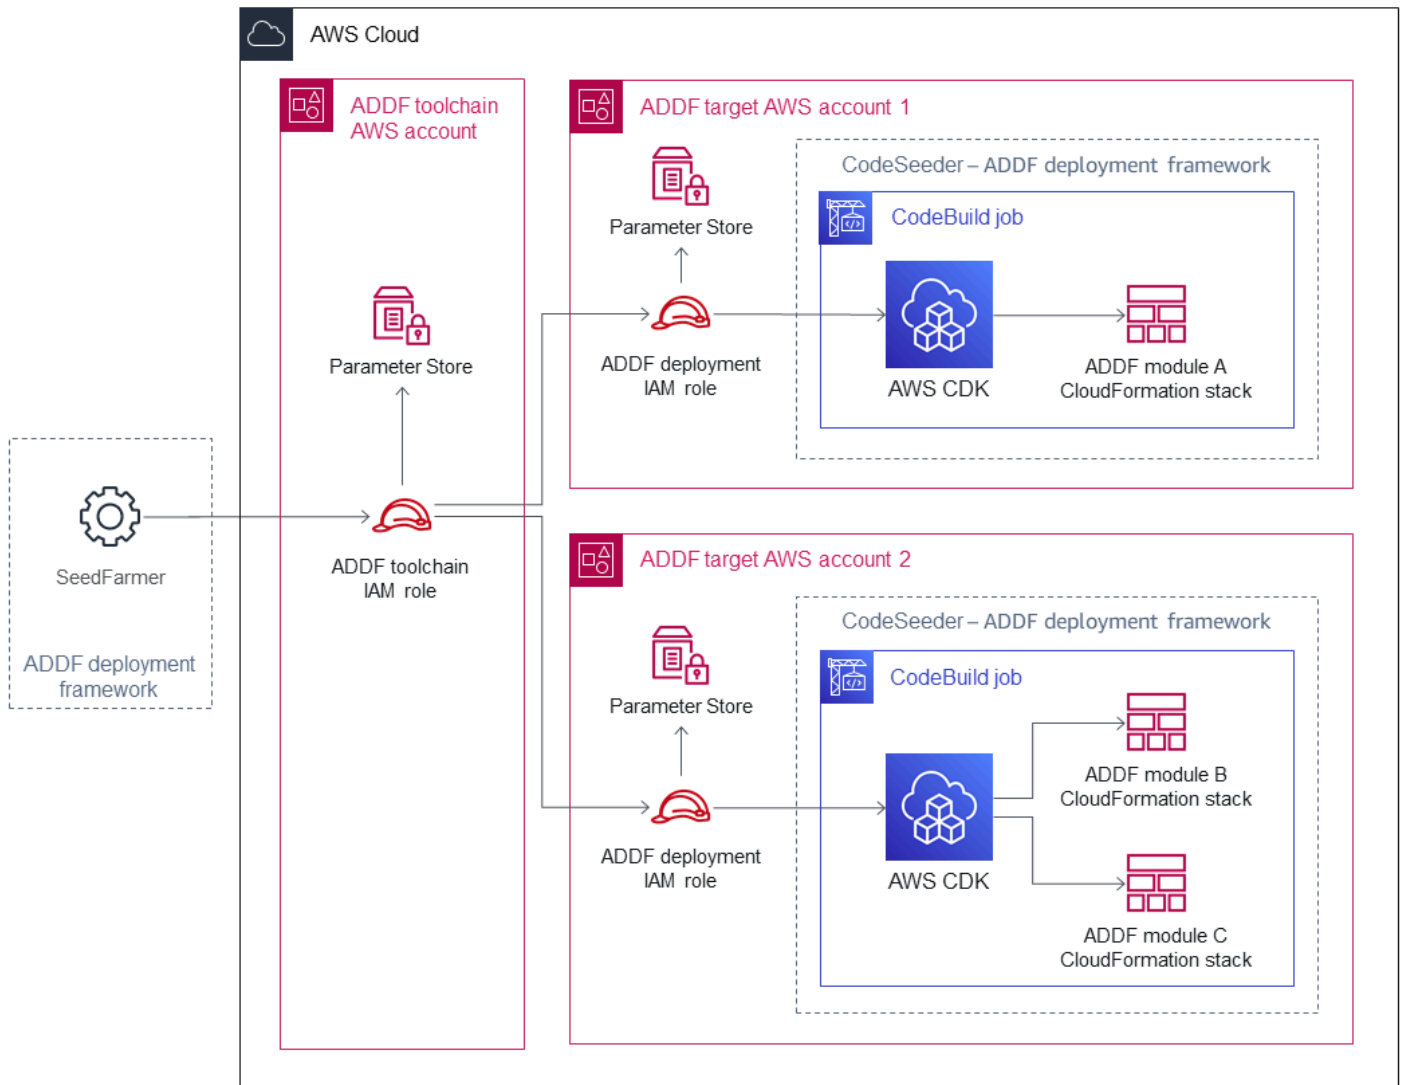 AWS Cloud
ADDF toolchain
AWS account
Parameter Store
ADDF toolchain
IAM role
SeedFarmer
ADDF deployment
framework
ADDF target AWS account 1
Parameter Store
ADDF deployment
IAM role
CodeSeeder – ADDF deployment framework
CodeBuild job
AWS CDK
ADDF module A
CloudFormation stack
ADDF target AWS account 2
Parameter Store
ADDF deployment
IAM role
CodeSeeder – ADDF deployment framework
CodeBuild job
AWS CDK
ADDF module B
CloudFormation stack
ADDF module C
CloudFormation stack